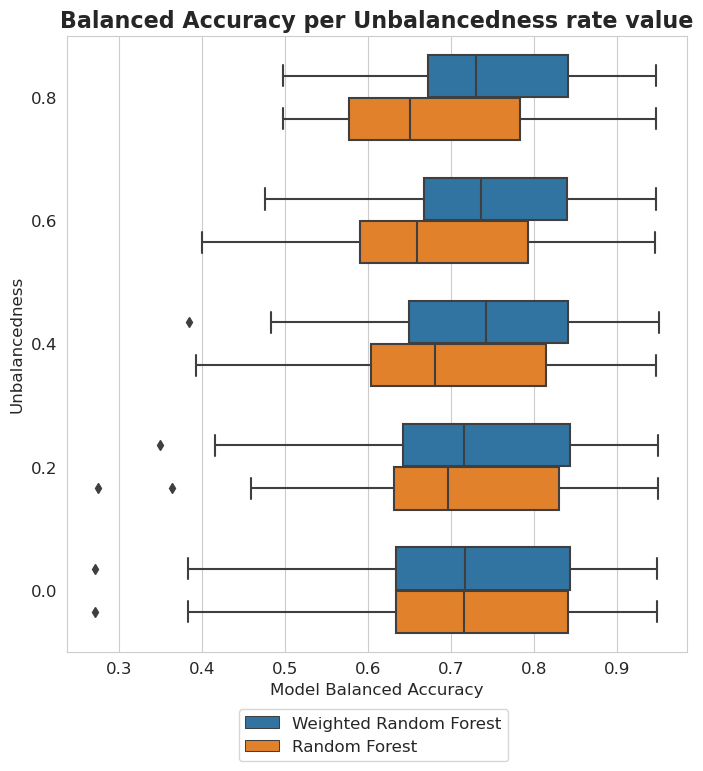 Balanced Accuracy per Unbalancedness rate value
Unbalancedness
0.8
0.6
0.4
0.2
0.0
0.3 0.4 0.5 0.6 0.7 0.8 0.9
Model Balanced Accuracy
Weighted Random Forest
Random Forest